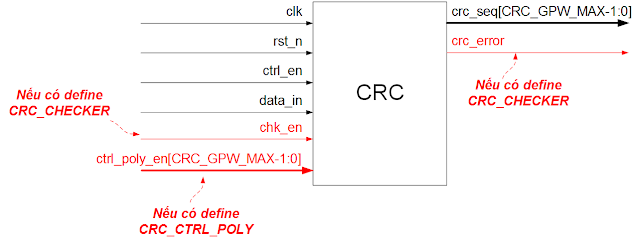 clk
crc_seq[CRC_GPW_MAX-1:0]
rst_n
crc_error
ctrl_en
CRC
Nếu có define
CRC_CHECKER
data_in
Nếu có define
CRC_CHECKER
chk_en
ctrl_poly_en[CRC_GPW_MAX-1:0]
Nếu có define
CRC_CTRL_POLY